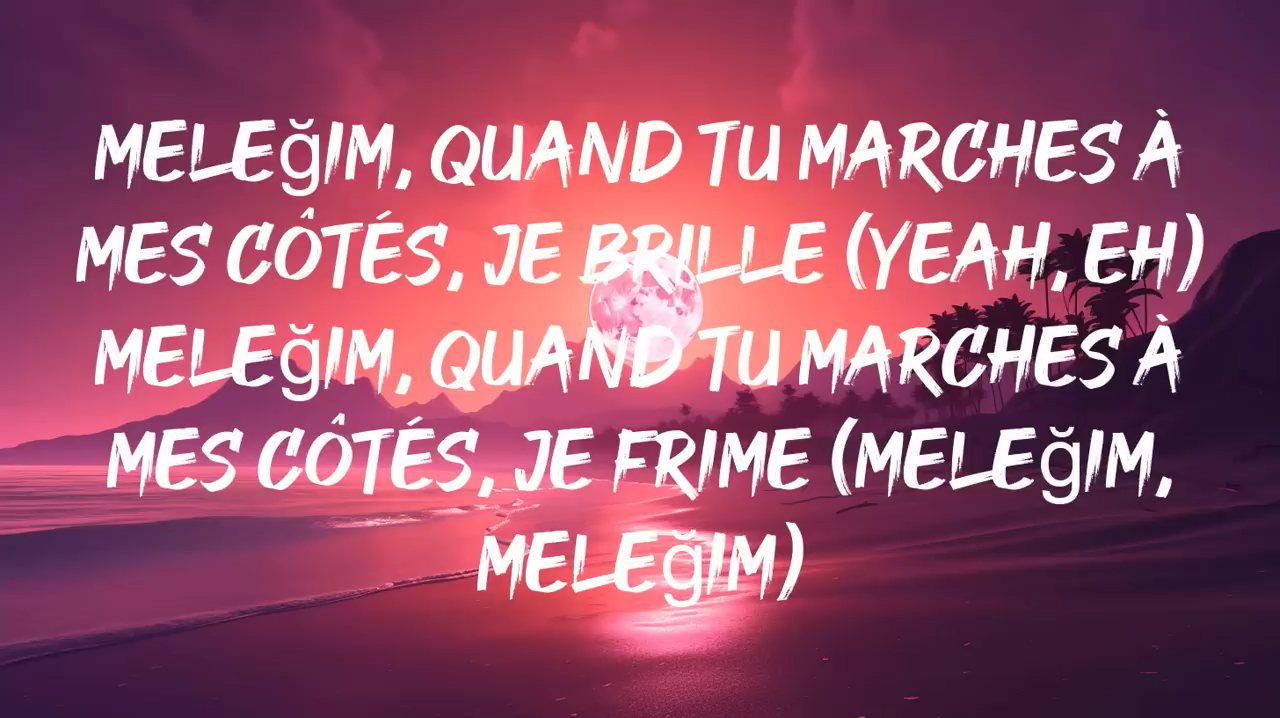 MELEğIM, QUAND TU MARCHES À
MES CÔTÉS, JE BRILLE (YEAH, EH)
MELEğIM, QUAND TU MARCHES À
MES CÔTÉS, JE FRIME (MELEğIM,
MELEğIM)